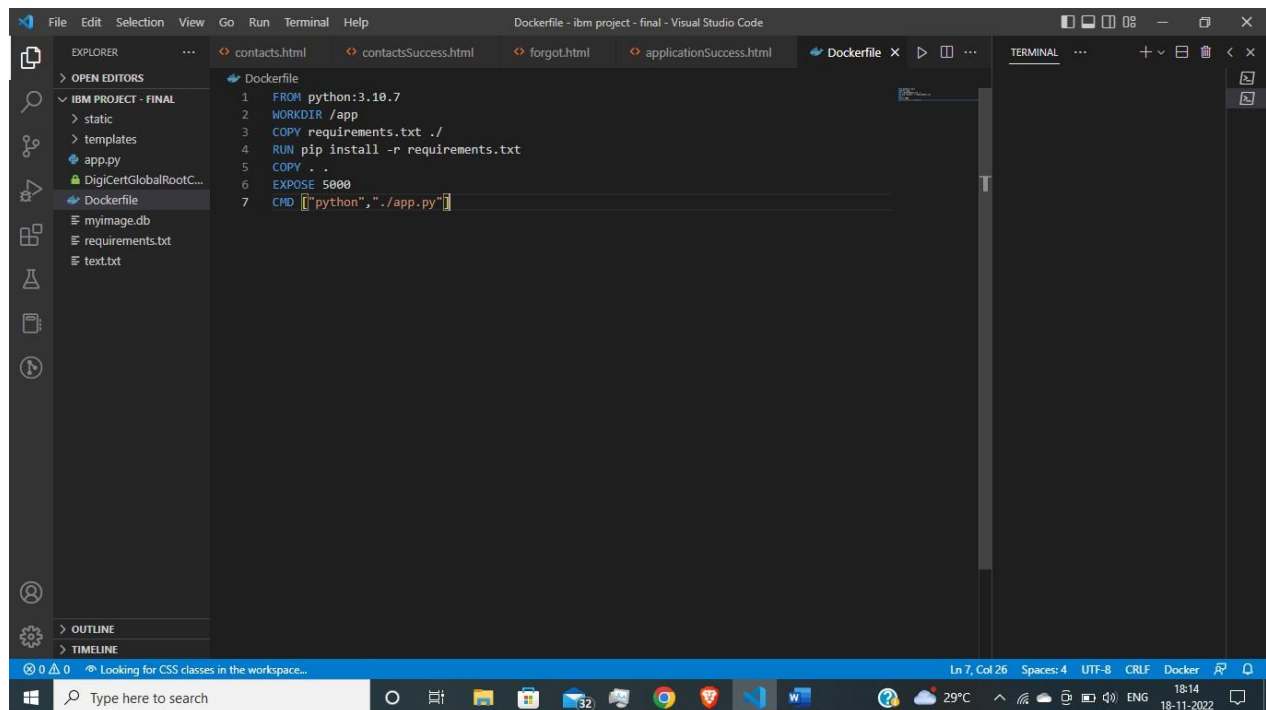 File Edit Selection View Go Run Terminal Help
Dockerfile - ibm project - final - Visual Studio Code
EXPLORER
contacts.html
contactsSuccess.html
forgot.html
applicationSuccess.html
Dockerfile
TERMINAL
OPEN EDITORS
IBM PROJECT - FINAL
static
templates
app.py
DigiCertGlobalRootC...
Dockerfile
myimage.db
requirements.txt
text.txt
OUTLINE
TIMELINE
Dockerfile
1 FROM python:3.10.7
2 WORKDIR /app
3 COPY requirements.txt ./
4 RUN pip install -r requirements.txt
5 COPY . .
6 EXPOSE 5000
7 CMD ["python","./app.py"]
0 0 Looking for CSS classes in the workspace...
Ln 7, Col 26 Spaces: 4 UTF-8 CRLF Docker
Type here to search
32
29°C
ENG
18:14
18-11-2022